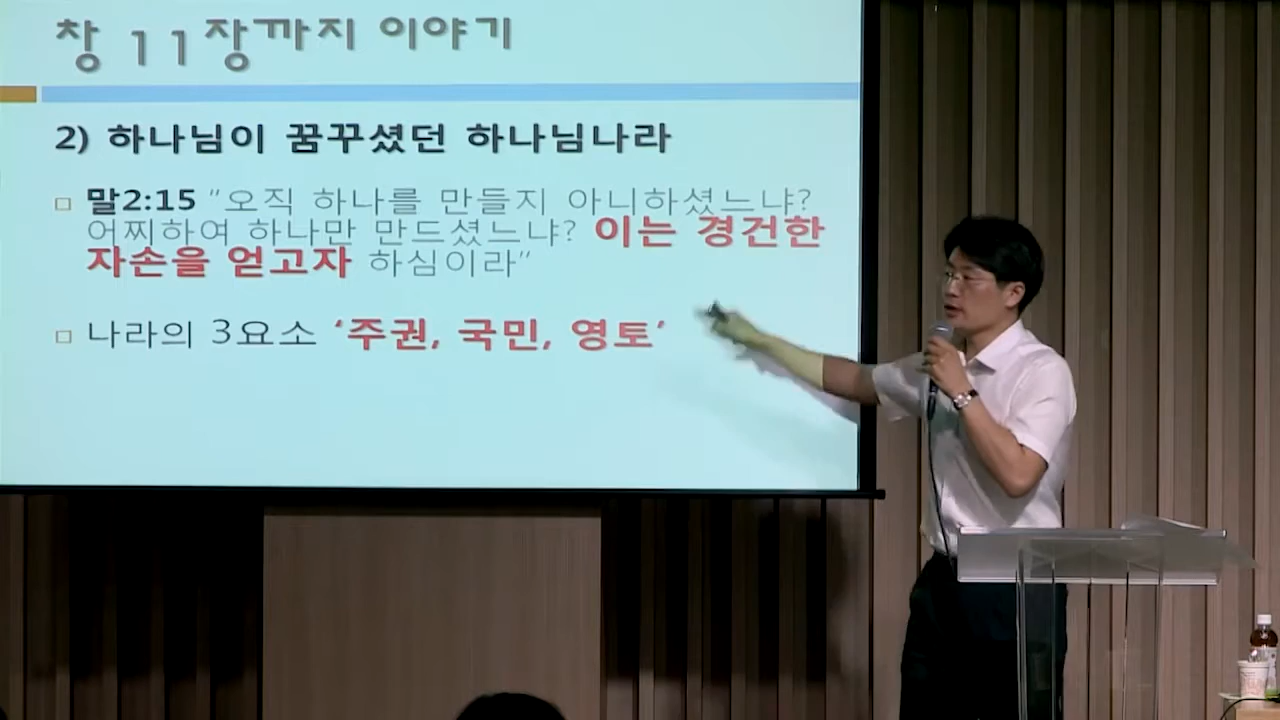 창 11장까지 이야기
2) 하나님이 꿈꾸셨던 하나님나라
말2:15 "오직 하나를 만들지 아니하셨느냐?
어찌하여 하나만 만드셨느냐? 이는 경건한
자손을 얻고자 하심이라"
나라의 3요소 ‘주권, 국민, 영토’